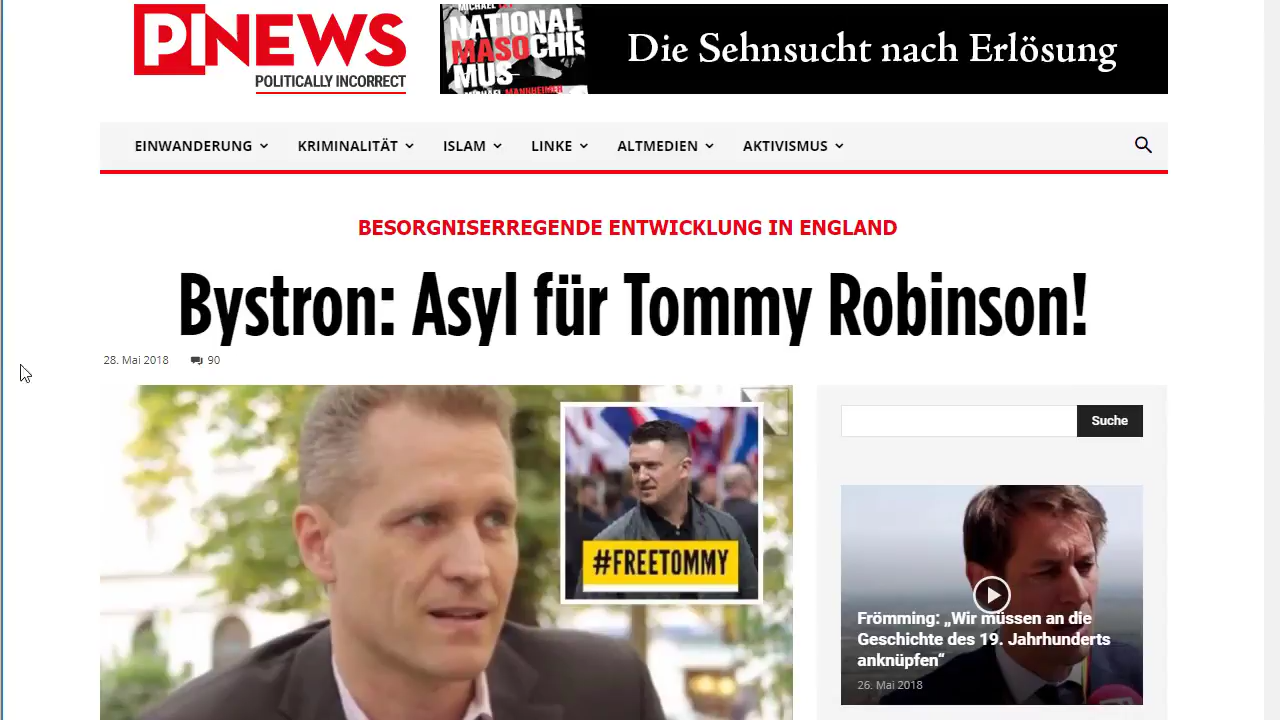 PI NEWS
POLITICALLY INCORRECT
NATIONAL
MASOCHIS
MUS
MICHAEL MANNHEIMER
Die Sehnsucht nach Erlösung
EINWANDERUNG KRIMINALITÄT ISLAM LINKE ALTMEDIEN AKTIVISMUS
BESORGNISERREGENDE ENTWICKLUNG IN ENGLAND
Bystron: Asyl für Tommy Robinson!
28. Mai 2018 90
#FREETOMMY
Suche
Frömming: „Wir müssen an die
Geschichte des 19. Jahrhunderts
anknüpfen“
26. Mai 2018